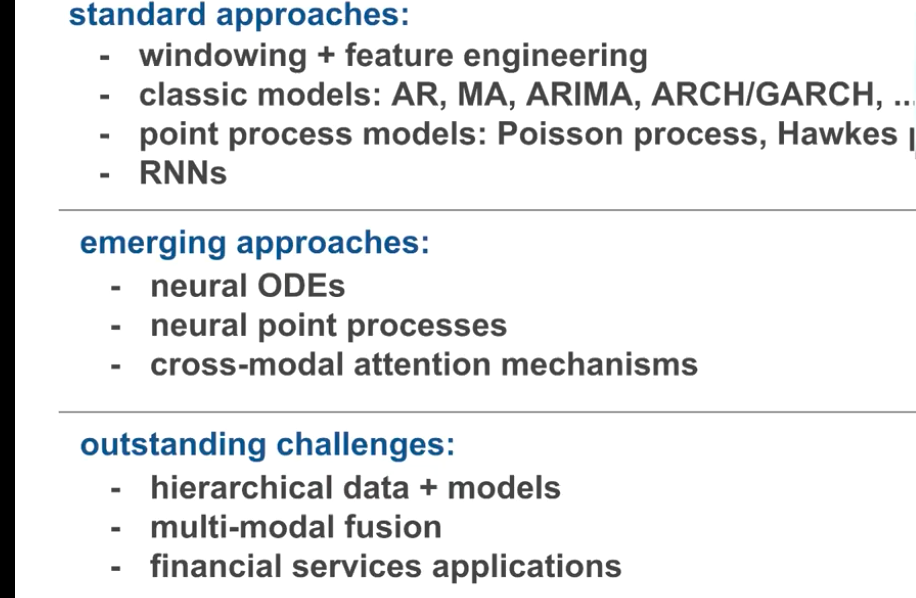 standard approaches:
- windowing + feature engineering
- classic models: AR, MA, ARIMA, ARCH/GARCH, ...
- point process models: Poisson process, Hawkes
- RNNs
emerging approaches:
- neural ODEs
- neural point processes
- cross-modal attention mechanisms
outstanding challenges:
- hierarchical data + models
- multi-modal fusion
- financial services applications